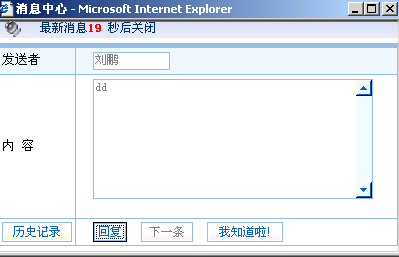 消息中心 - Microsoft Internet Explorer
最新消息19 秒后关闭
发送者 刘鹏
内 容 dd
历史记录 回复 下一条 我知道啦!